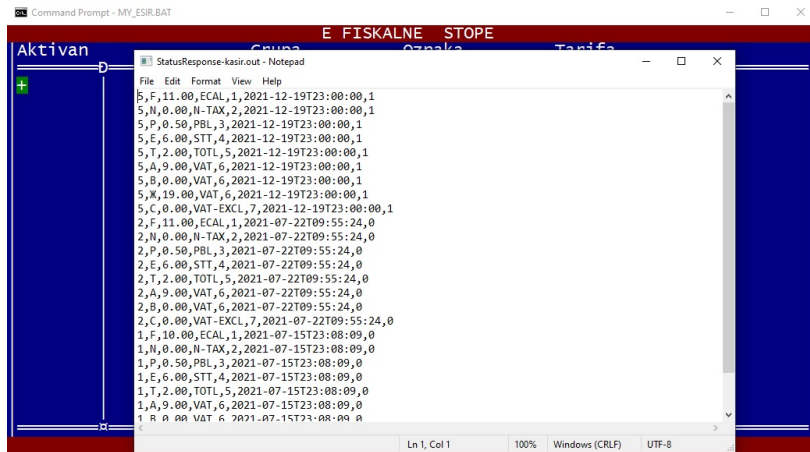 Command Prompt - MY_ESIR.BAT
E FISKALNE STOPE
Aktivan Grupa Oznaka Tarifa
StatusResponse-kasir.out - Notepad
File Edit Format View Help
5,F,11.00,ECAL,1,2021-12-19T23:00:00,1
5,N,0.00,N-TAX,2,2021-12-19T23:00:00,1
5,P,0.50,PBL,3,2021-12-19T23:00:00,1
5,E,6.00,STT,4,2021-12-19T23:00:00,1
5,T,2.00,TOTL,5,2021-12-19T23:00:00,1
5,A,9.00,VAT,6,2021-12-19T23:00:00,1
5,B,0.00,VAT,6,2021-12-19T23:00:00,1
5,Ж,19.00,VAT,6,2021-12-19T23:00:00,1
5,C,0.00,VAT-EXCL,7,2021-12-19T23:00:00,1
2,F,11.00,ECAL,1,2021-07-22T09:55:24,0
2,N,0.00,N-TAX,2,2021-07-22T09:55:24,0
2,P,0.50,PBL,3,2021-07-22T09:55:24,0
2,E,6.00,STT,4,2021-07-22T09:55:24,0
2,T,2.00,TOTL,5,2021-07-22T09:55:24,0
2,A,9.00,VAT,6,2021-07-22T09:55:24,0
2,B,0.00,VAT,6,2021-07-22T09:55:24,0
2,C,0.00,VAT-EXCL,7,2021-07-22T09:55:24,0
1,F,10.00,ECAL,1,2021-07-15T23:08:09,0
1,N,0.00,N-TAX,2,2021-07-15T23:08:09,0
1,P,0.50,PBL,3,2021-07-15T23:08:09,0
1,E,6.00,STT,4,2021-07-15T23:08:09,0
1,T,2.00,TOTL,5,2021-07-15T23:08:09,0
1,A,9.00,VAT,6,2021-07-15T23:08:09,0
1,B,0.00,VAT,6,2021-07-15T23:08:09,0
Ln 1, Col 1 100% Windows (CRLF) UTF-8